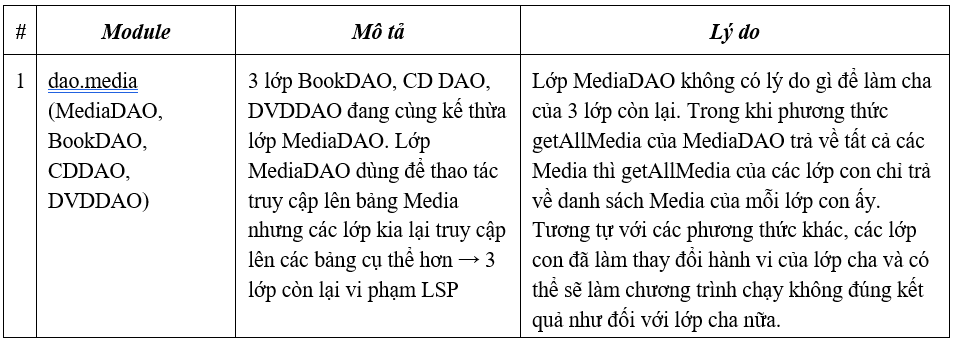 # Module Mô tả Lý do
1
dao.media
(MediaDAO,
BookDAO,
CDDAO,
DVDDAO)
3 lớp BookDAO, CD DAO,
DVDDAO đang cùng kế thừa
lớp MediaDAO. Lớp
MediaDAO dùng để thao tác
truy cập lên bảng Media
nhưng các lớp kia lại truy cập
lên các bảng cụ thể hơn → 3
lớp còn lại vi phạm LSP
Lớp MediaDAO không có lý do gì để làm cha
của 3 lớp còn lại. Trong khi phương thức
getAllMedia của MediaDAO trả về tất cả các
Media thì getAllMedia của các lớp con chỉ trả
về danh sách Media của mỗi lớp con ấy.
Tương tự với các phương thức khác, các lớp
con đã làm thay đổi hành vi của lớp cha và có
thể sẽ làm chương trình chạy không đúng kết
quả như đối với lớp cha nữa.